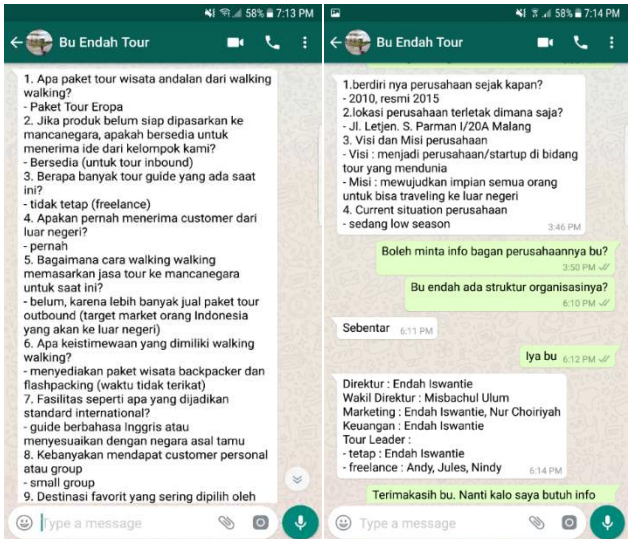 58% 7:13 PM
Bu Endah Tour
1. Apa paket tour wisata andalan dari walking
walking?
- Paket Tour Eropa
2. Jika produk belum siap dipasarkan ke
mancanegara, apakah bersedia untuk
menerima ide dari kelompok kami?
- Bersedia (untuk tour inbound)
3. Berapa banyak tour guide yang ada saat
ini?
- tidak tetap (freelance)
4. Apakan pernah menerima customer dari
luar negeri?
- pernah
5. Bagaimana cara walking walking
memasarkan jasa tour ke mancanegara
untuk saat ini?
- belum, karena lebih banyak jual paket tour
outbound (target market orang Indonesia
yang akan ke luar negeri)
6. Apa keistimewaan yang dimiliki walking
walking?
- menyediakan paket wisata backpacker dan
flashpacking (waktu tidak terikat)
7. Fasilitas seperti apa yang dijadikan
standard international?
- guide berbahasa Inggris atau
menyesuaikan dengan negara asal tamu
8. Kebanyakan mendapat customer personal
atau group
- small group
9. Destinasi favorit yang sering dipilih oleh
Type a message
58% 7:14 PM
Bu Endah Tour
1.berdiri nya perusahaan sejak kapan?
- 2010, resmi 2015
2.lokasi perusahaan terletak dimana saja?
- Jl. Letjen. S. Parman I/20A Malang
3. Visi dan Misi perusahaan
- Visi : menjadi perusahaan/startup di bidang
tour yang mendunia
- Misi : mewujudkan impian semua orang
untuk bisa traveling ke luar negeri
4. Current situation perusahaan
- sedang low season
3:46 PM
Boleh minta info bagan perusahaannya bu?
3:50 PM
Bu endah ada struktur organisasinya?
6:10 PM
Sebentar 6:11 PM
Iya bu 6:12 PM
Direktur : Endah Iswantie
Wakil Direktur : Misbachul Ulum
Marketing : Endah Iswantie, Nur Choiriyah
Keuangan : Endah Iswantie
Tour Leader :
- tetap : Endah Iswantie
- freelance : Andy, Jules, Nindy
6:14 PM
Terimakasih bu. Nanti kalo saya butuh info
Type a message